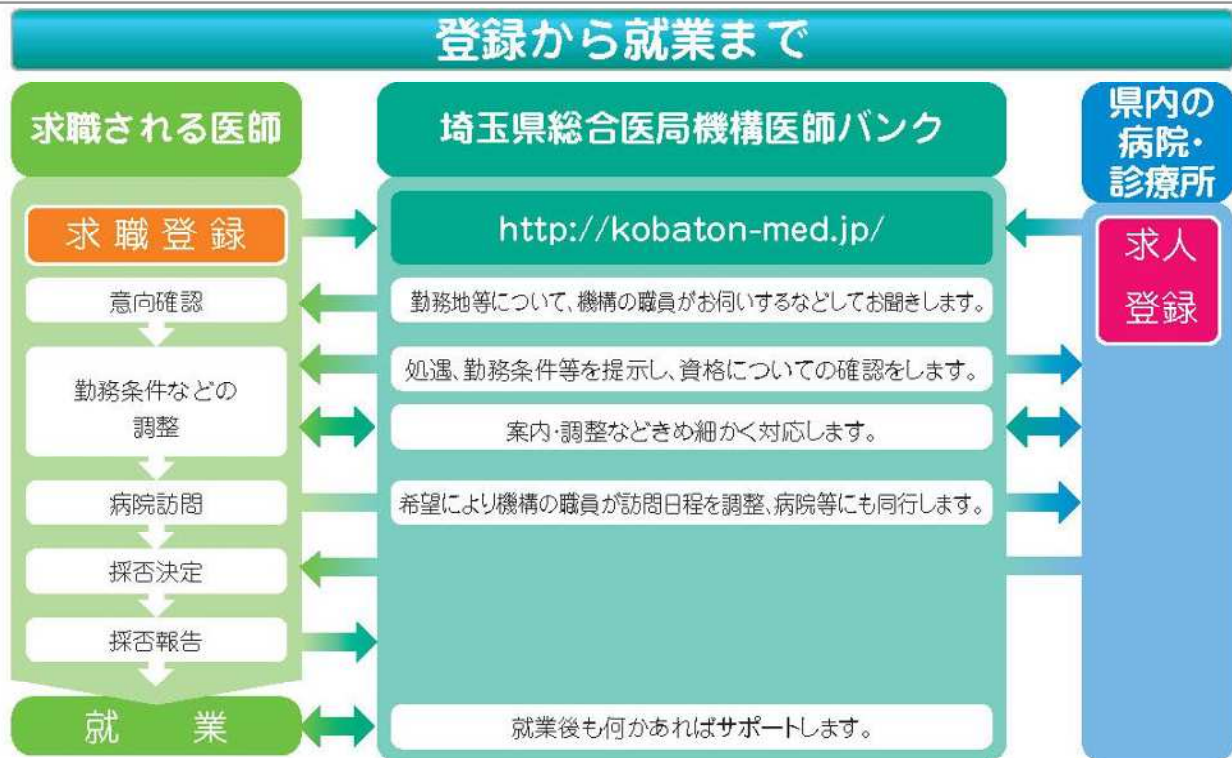 登録から就業まで
求職される医師
埼玉県総合医局機構医師バンク
県内の
病院・
診療所
求職登録
http://kobaton-med.jp/
求人
登録
意向確認
勤務地等について、機構の職員がお伺いするなどしてお聞きします。
勤務条件などの
調整
処遇、勤務条件等を提示し、資格についての確認をします。
案内・調整などきめ細かく対応します。
病院訪問
希望により機構の職員が訪問日程を調整、病院等にも同行します。
採否決定
採否報告
就業
就業後も何かあればサポートします。